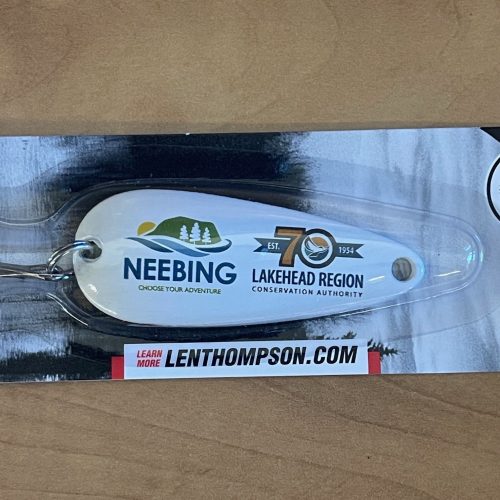 NEEBING
CHOOSE YOUR ADVENTURE
EST. 70 1954
LAKEHEAD REGION
CONSERVATION AUTHORITY
LEARN MORE LENTHOMPSON.COM